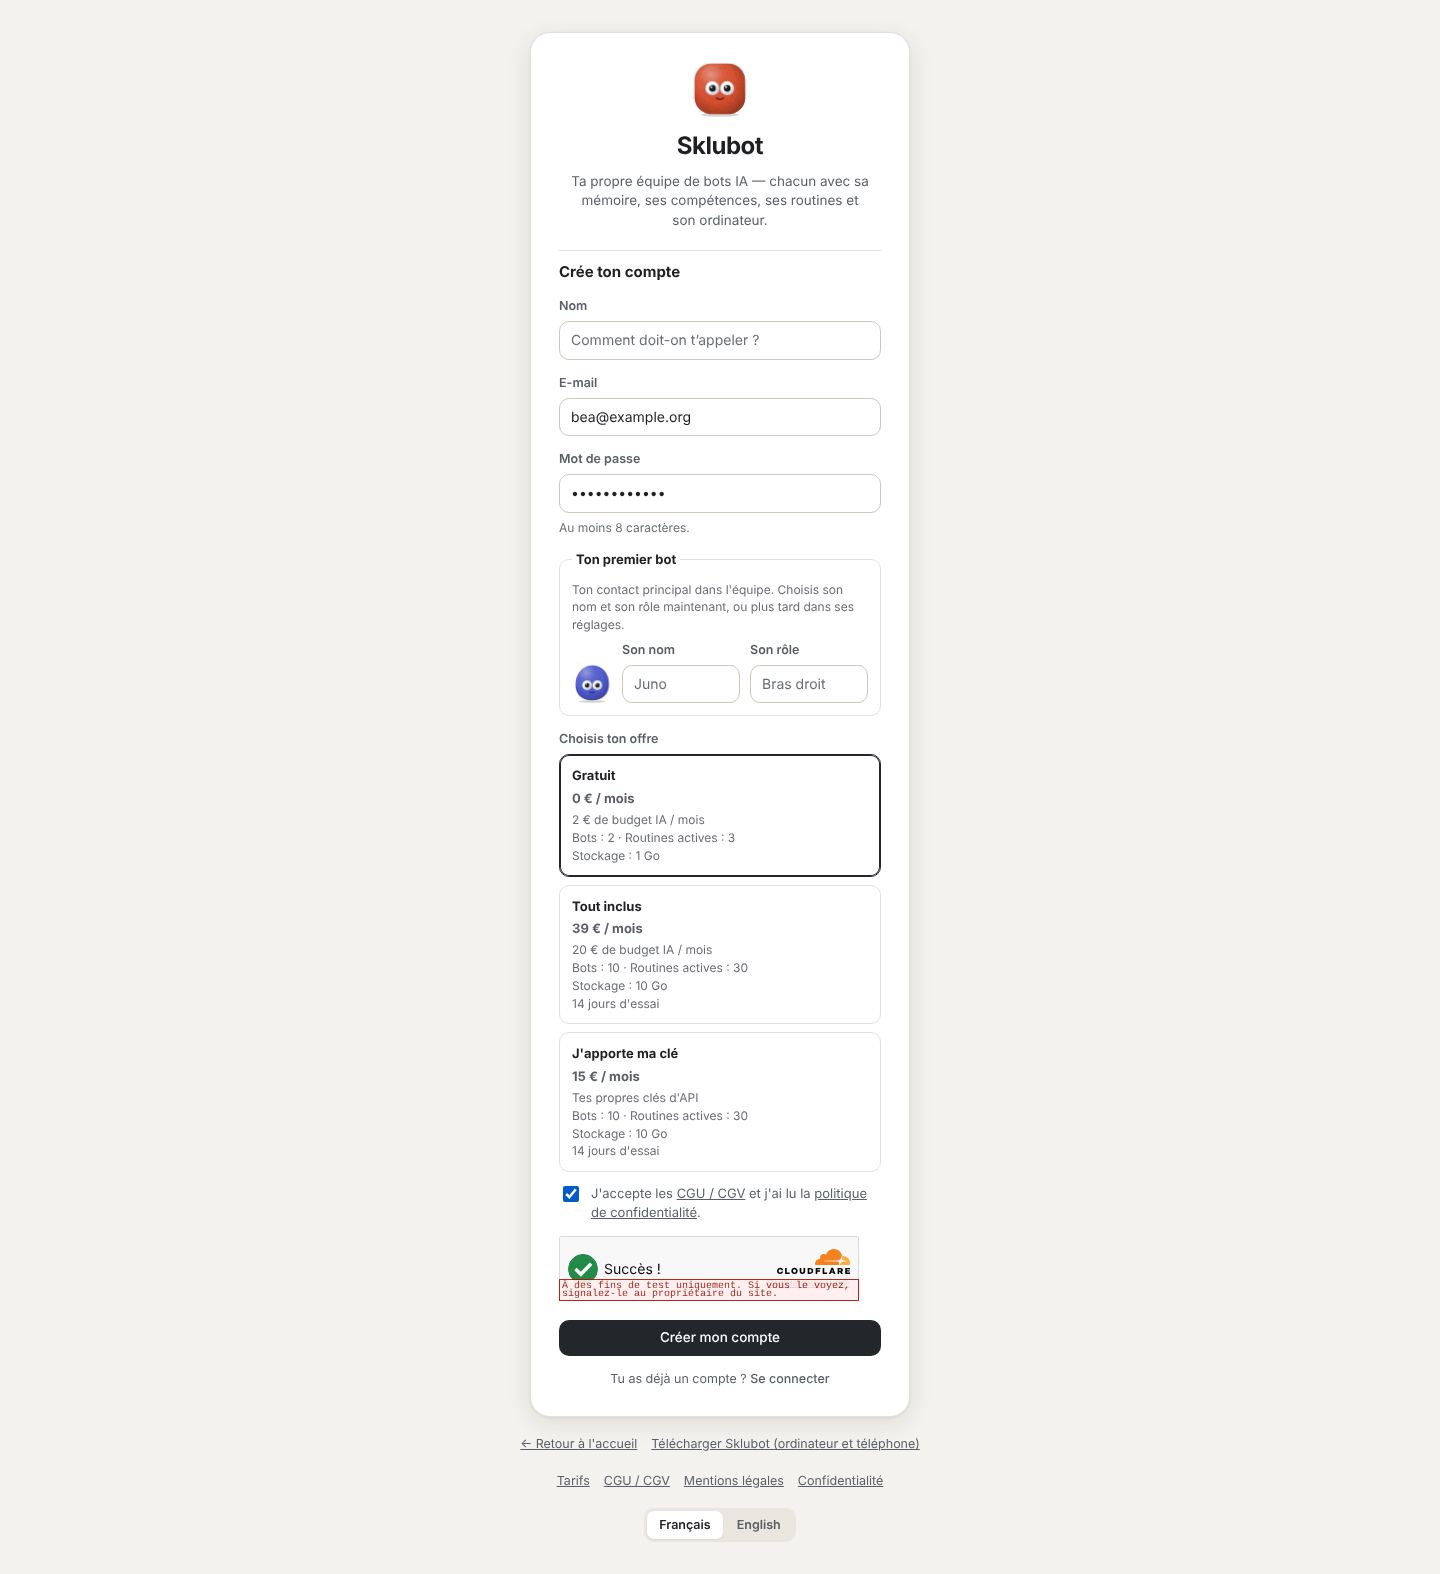 Sklubot
Ta propre équipe de bots IA — chacun avec sa
mémoire, ses compétences, ses routines et
son ordinateur.
Crée ton compte
Nom
Comment doit-on t’appeler ?
E-mail
bea@example.org
Mot de passe
••••••••••••
Au moins 8 caractères.
Ton premier bot
Ton contact principal dans l'équipe. Choisis son
nom et son rôle maintenant, ou plus tard dans ses
réglages.
Son nom
Son rôle
Juno
Bras droit
Choisis ton offre
Gratuit
0 € / mois
2 € de budget IA / mois
Bots : 2 · Routines actives : 3
Stockage : 1 Go
Tout inclus
39 € / mois
20 € de budget IA / mois
Bots : 10 · Routines actives : 30
Stockage : 10 Go
14 jours d'essai
J'apporte ma clé
15 € / mois
Tes propres clés d'API
Bots : 10 · Routines actives : 30
Stockage : 10 Go
14 jours d'essai
J'accepte les CGU / CGV et j'ai lu la politique
de confidentialité.
Succès !
CLOUDFLARE
À des fins de test uniquement. Si vous le voyez,
signalez-le au propriétaire du site.
Créer mon compte
Tu as déjà un compte ? Se connecter
← Retour à l'accueil Télécharger Sklubot (ordinateur et téléphone)
Tarifs CGU / CGV Mentions légales Confidentialité
Français English